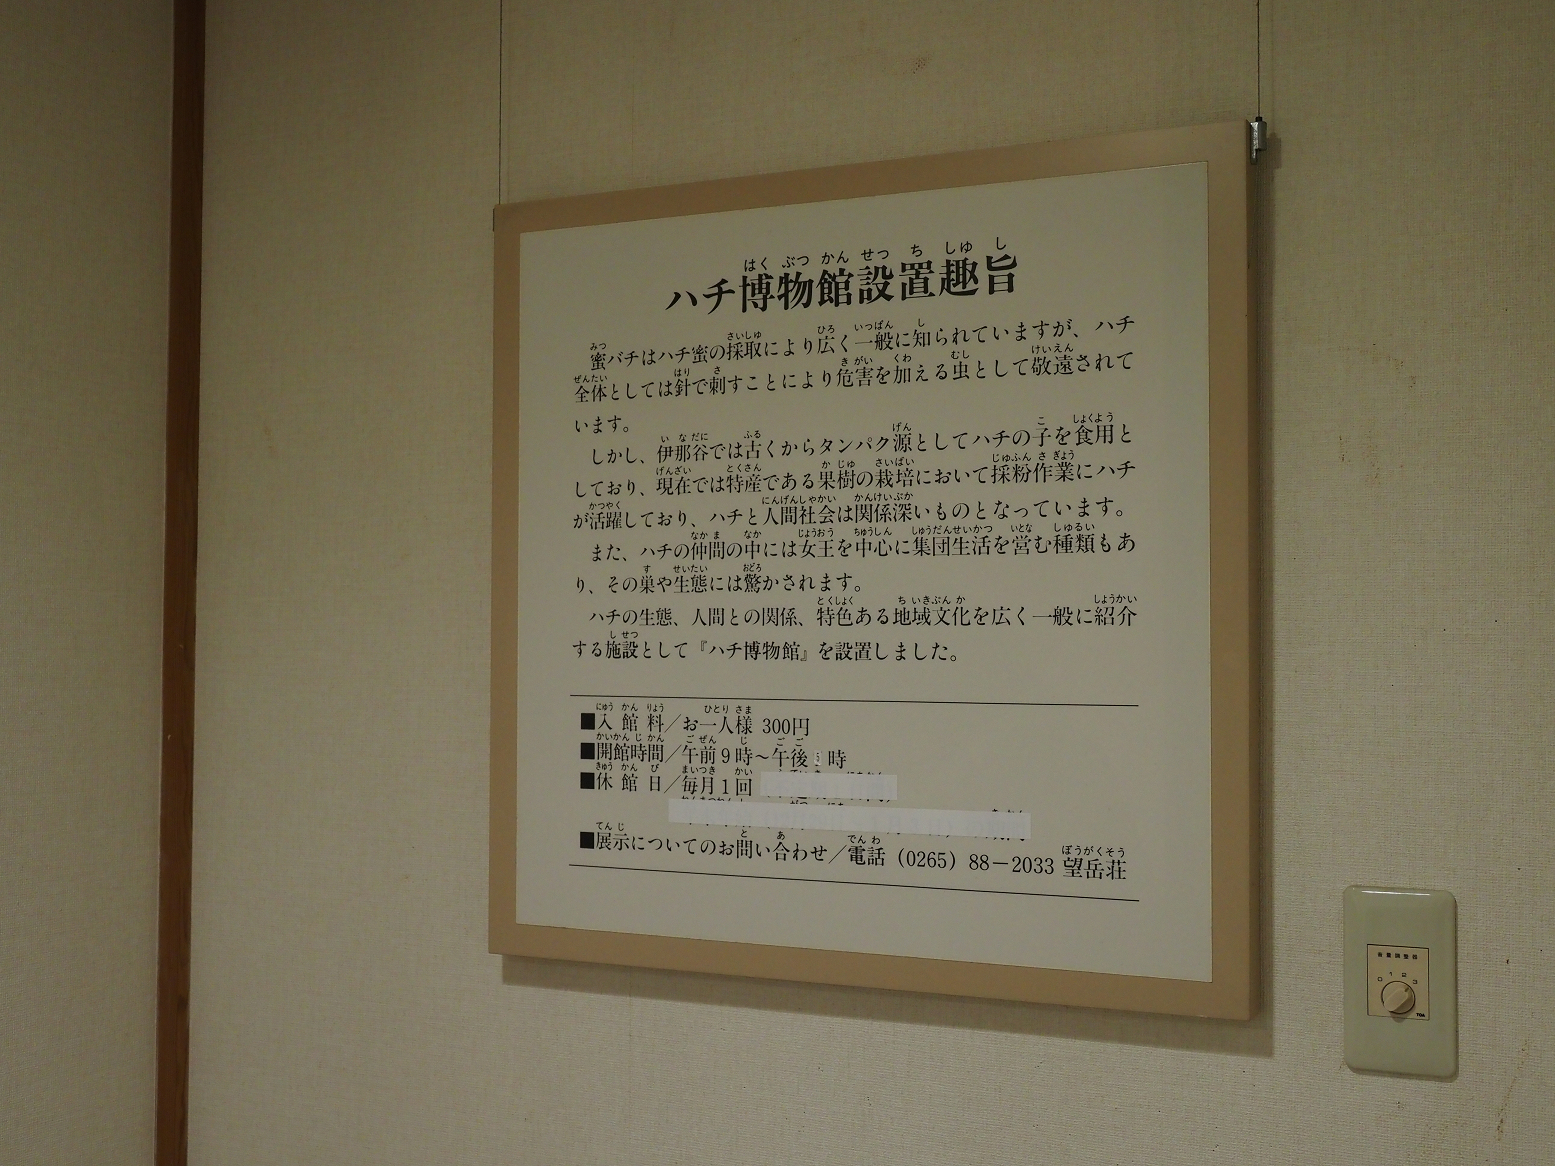 ハチ博物館設置趣旨
蜜バチはハチ蜜の採取により広く一般に知られていますが、ハチ
全体としては針で刺すことにより危害を加える虫として敬遠されて
います。
しかし、伊那谷では古くからタンパク源としてハチの子を食用と
しており、現在では特産である果樹の栽培において採粉作業にハチ
が活躍しており、ハチと人間社会は関係深いものとなっています。
また、ハチの仲間の中には女王を中心に集団生活を営む種類もあ
り、その巣や生態には驚かされます。
ハチの生態、人間との関係、特色ある地域文化を広く一般に紹介
する施設として『ハチ博物館』を設置しました。
■入館料/お一人様 300円
■開館時間/午前9時~午後 時
■休館日/毎月1回
■展示についてのお問い合わせ/電話(0265)88-2033 望岳荘
音量調整器
0 1 2 3
TOA